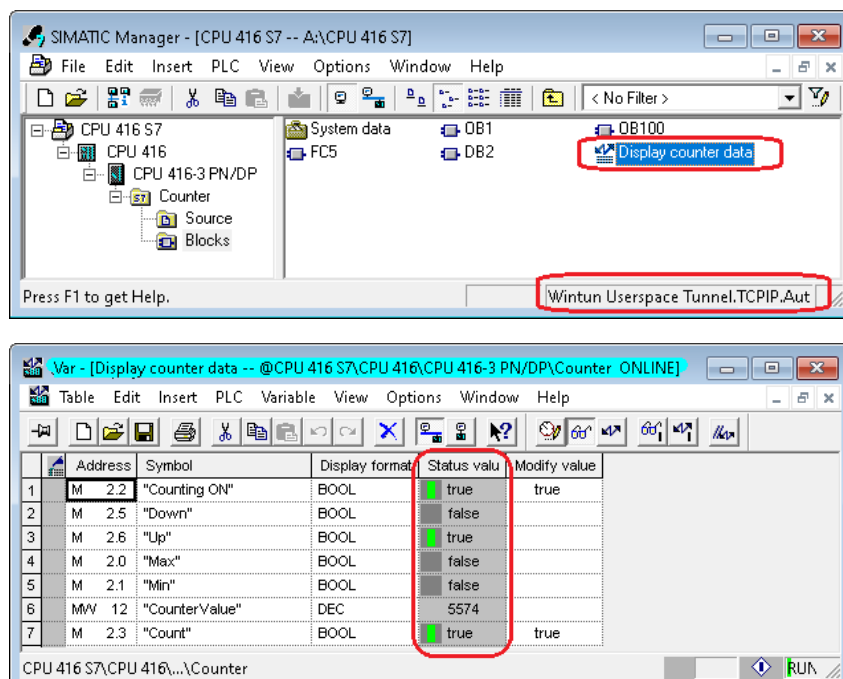 SIMATIC Manager - [CPU 416 S7 -- A:\CPU 416 S7]
File Edit Insert PLC View Options Window Help
< No Filter >
CPU 416 S7
CPU 416
CPU 416-3 PN/DP
Counter
Source
Blocks
System data OB1 OB100
FC5 DB2 Display counter data
Press F1 to get Help. Wintun Userspace Tunnel.TCPIP.Aut
Var - [Display counter data -- @CPU 416 S7\CPU 416\CPU 416-3 PN/DP\Counter ONLINE]
Table Edit Insert PLC Variable View Options Window Help
Address Symbol Display format Status valu Modify value
1 M 2.2 "Counting ON" BOOL true true
2 M 2.5 "Down" BOOL false
3 M 2.6 "Up" BOOL true
4 M 2.0 "Max" BOOL false
5 M 2.1 "Min" BOOL false
6 MW 12 "CounterValue" DEC 5574
7 M 2.3 "Count" BOOL true true
CPU 416 S7\CPU 416\...\Counter RUN